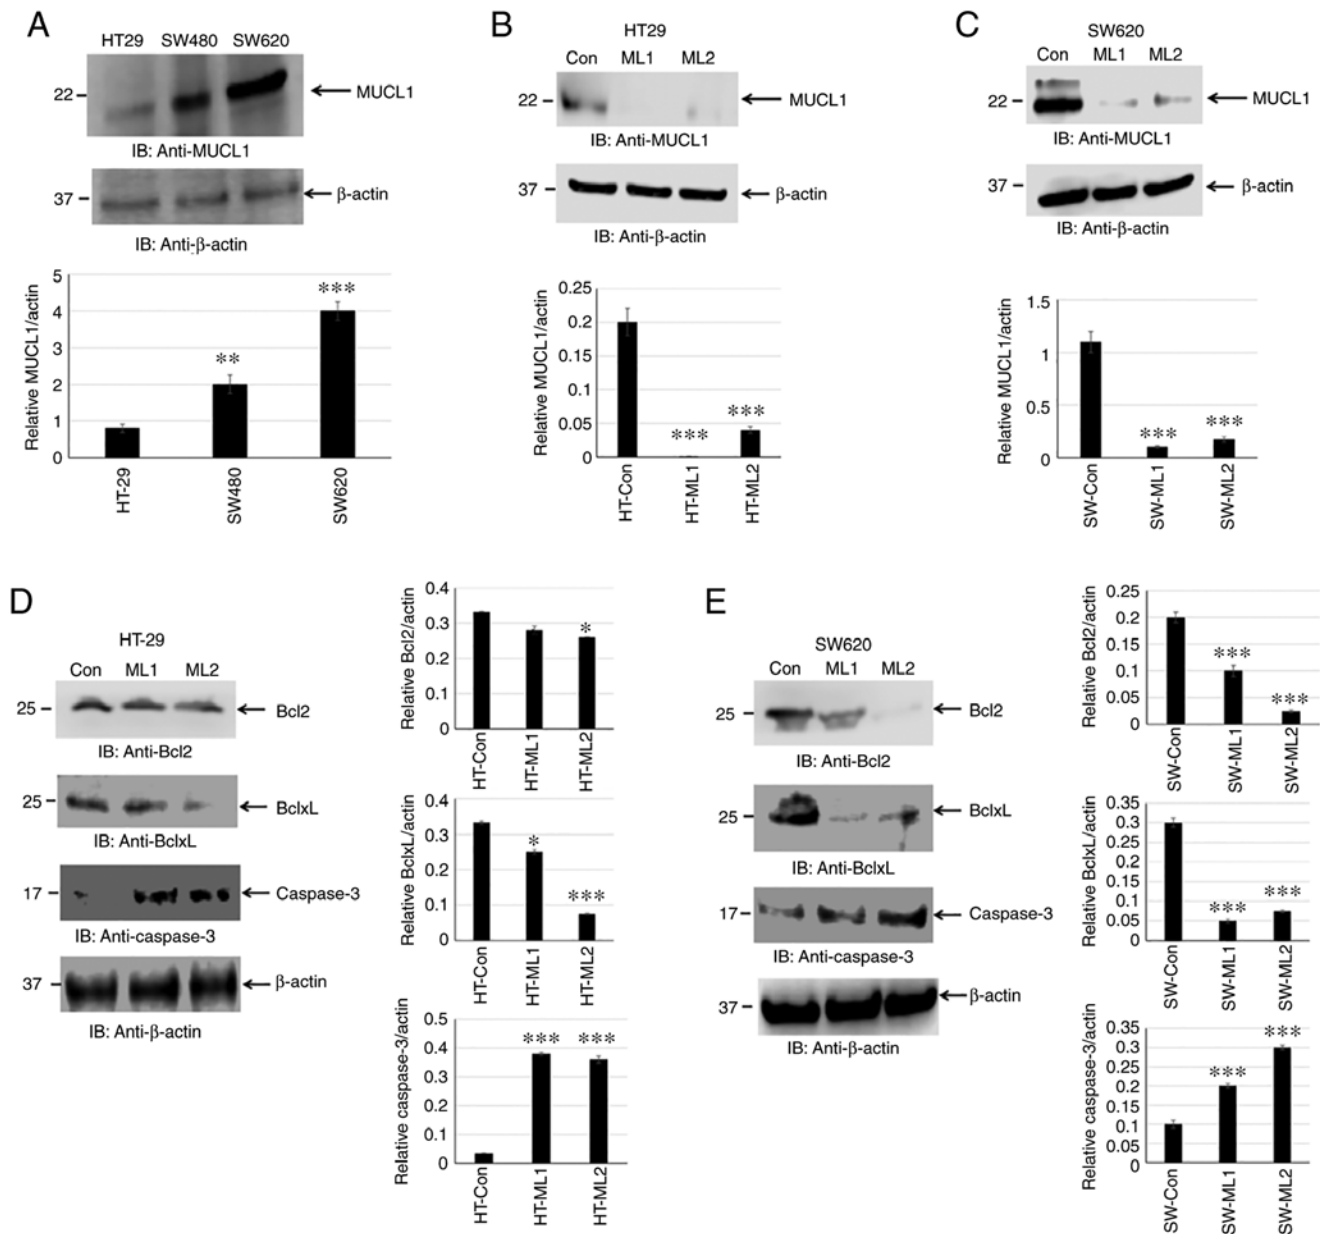 A
HT29 SW480 SW620
22
MUCL1
IB: Anti-MUCL1
37
β-actin
IB: Anti-β-actin
Relative MUCL1/actin
5
4
3
2
1
0
**
***
HT-29
SW480
SW620
B
HT29
Con ML1 ML2
22
MUCL1
IB: Anti-MUCL1
37
β-actin
IB: Anti-β-actin
Relative MUCL1/actin
0.25
0.2
0.15
0.1
0.05
0
***
***
HT-Con
HT-ML1
HT-ML2
C
SW620
Con ML1 ML2
22
MUCL1
IB: Anti-MUCL1
37
β-actin
IB: Anti-β-actin
Relative MUCL1/actin
1.5
1
0.5
0
***
***
SW-Con
SW-ML1
SW-ML2
D
HT-29
Con ML1 ML2
25
Bcl2
IB: Anti-Bcl2
25
BclxL
IB: Anti-BclxL
17
Caspase-3
IB: Anti-caspase-3
37
β-actin
IB: Anti-β-actin
Relative Bcl2/actin
0.4
0.3
0.2
0.1
0
*
HT-Con
HT-ML1
HT-ML2
Relative BclxL/actin
0.4
0.3
0.2
0.1
0
*
***
HT-Con
HT-ML1
HT-ML2
Relative caspase-3/actin
0.5
0.4
0.3
0.2
0.1
0
***
***
HT-Con
HT-ML1
HT-ML2
E
SW620
Con ML1 ML2
25
Bcl2
IB: Anti-Bcl2
25
BclxL
IB: Anti-BclxL
17
Caspase-3
IB: Anti-caspase-3
37
β-actin
IB: Anti-β-actin
Relative Bcl2/actin
0.25
0.2
0.15
0.1
0.05
0
***
***
SW-Con
SW-ML1
SW-ML2
Relative BclxL/actin
0.35
0.3
0.25
0.2
0.15
0.1
0.05
0
***
***
SW-Con
SW-ML1
SW-ML2
Relative caspase-3/actin
0.35
0.3
0.25
0.2
0.15
0.1
0.05
0
***
***
SW-Con
SW-ML1
SW-ML2